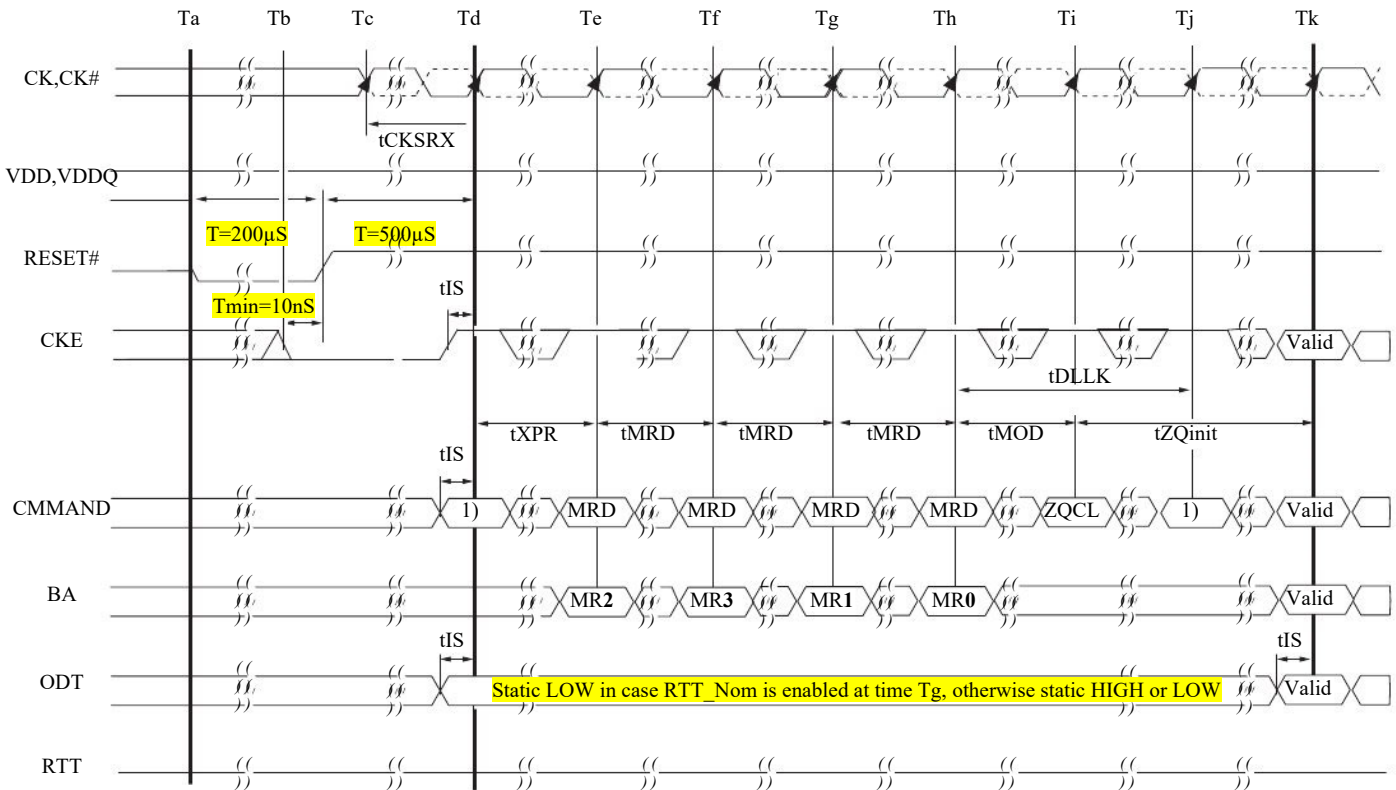 Ta Tb Tc Td Te Tf Tg Th Ti Tj Tk
CK,CK#
tCKSRX
VDD,VDDQ
T=200µS T=500µS
RESET#
tIS
Tmin=10nS
CKE Valid
tDLLK
tXPR tMRD tMRD tMRD tMOD tZQinit
tIS
CMMAND 1) MRD MRD MRD MRD ZQCL 1) Valid
BA MR2 MR3 MR1 MR0 Valid
tIS tIS
ODT Static LOW in case RTT_Nom is enabled at time Tg, otherwise static HIGH or LOW Valid
RTT